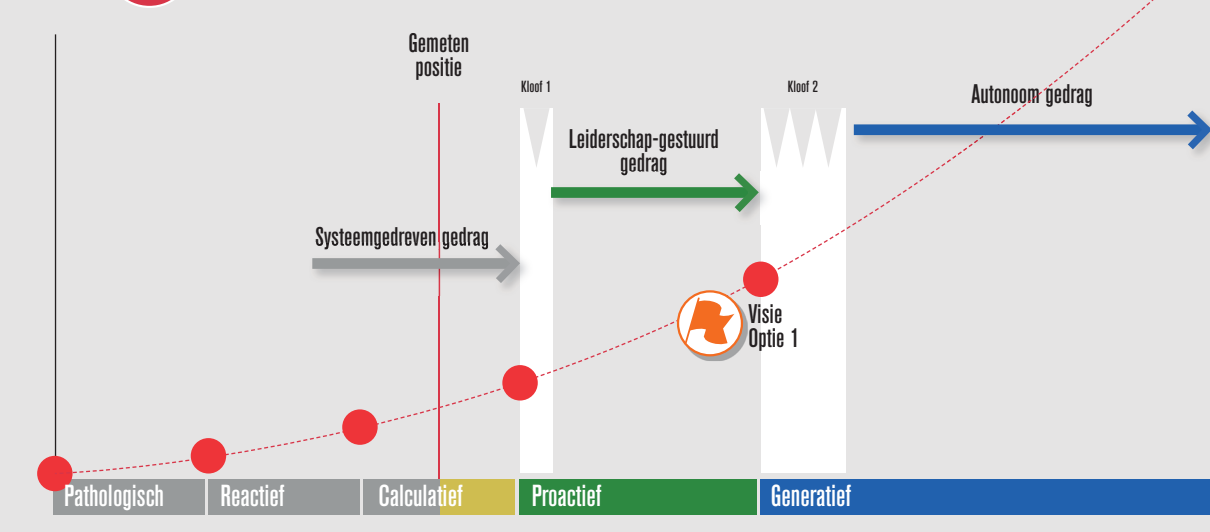 Gemeten
positie
Kloof 1
Kloof 2
Autonoom gedrag
Leiderschap-gestuurd
gedrag
Systeemgedreven gedrag
Visie
Optie 1
Pathologisch
Reactief
Calculatief
Proactief
Generatief